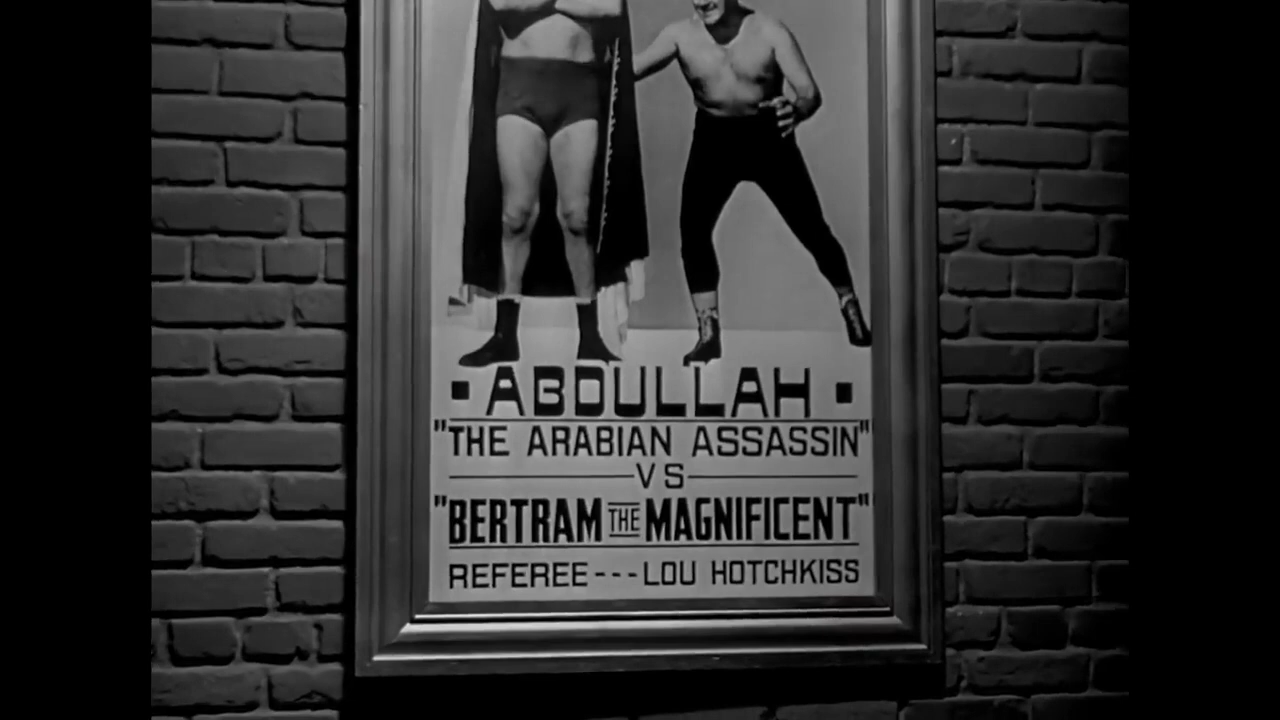 ▪ ABDULLAH ▪
"THE ARABIAN ASSASSIN"
VS
"BERTRAM THE MAGNIFICENT"
REFEREE---LOU HOTCHKISS